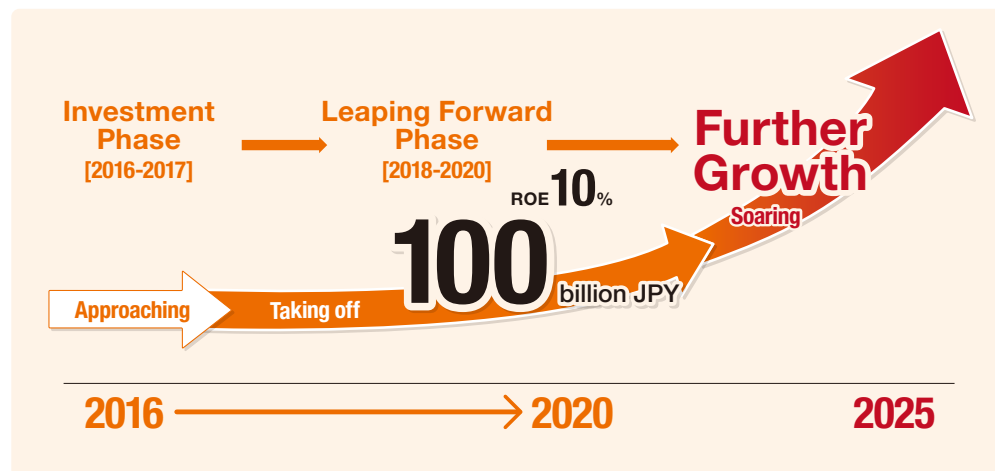 Investment
Phase
[2016-2017]
Leaping Forward
Phase
[2018-2020]
ROE 10%
100
billion JPY
Further
Growth
Soaring
Approaching
Taking off
2016
2020
2025